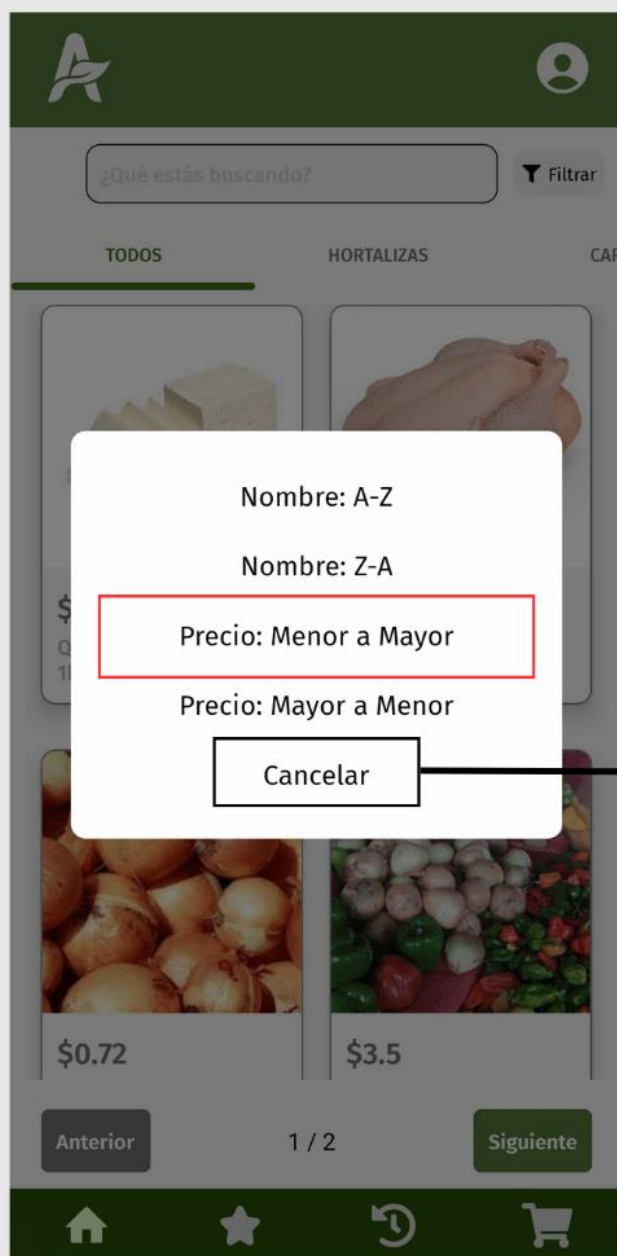 ¿Qué estás buscando?
Filtrar
TODOS HORTALIZAS CAR
Nombre: A-Z
Nombre: Z-A
Precio: Menor a Mayor
Precio: Mayor a Menor
Cancelar
$0.72 $3.5
Anterior 1 / 2 Siguiente